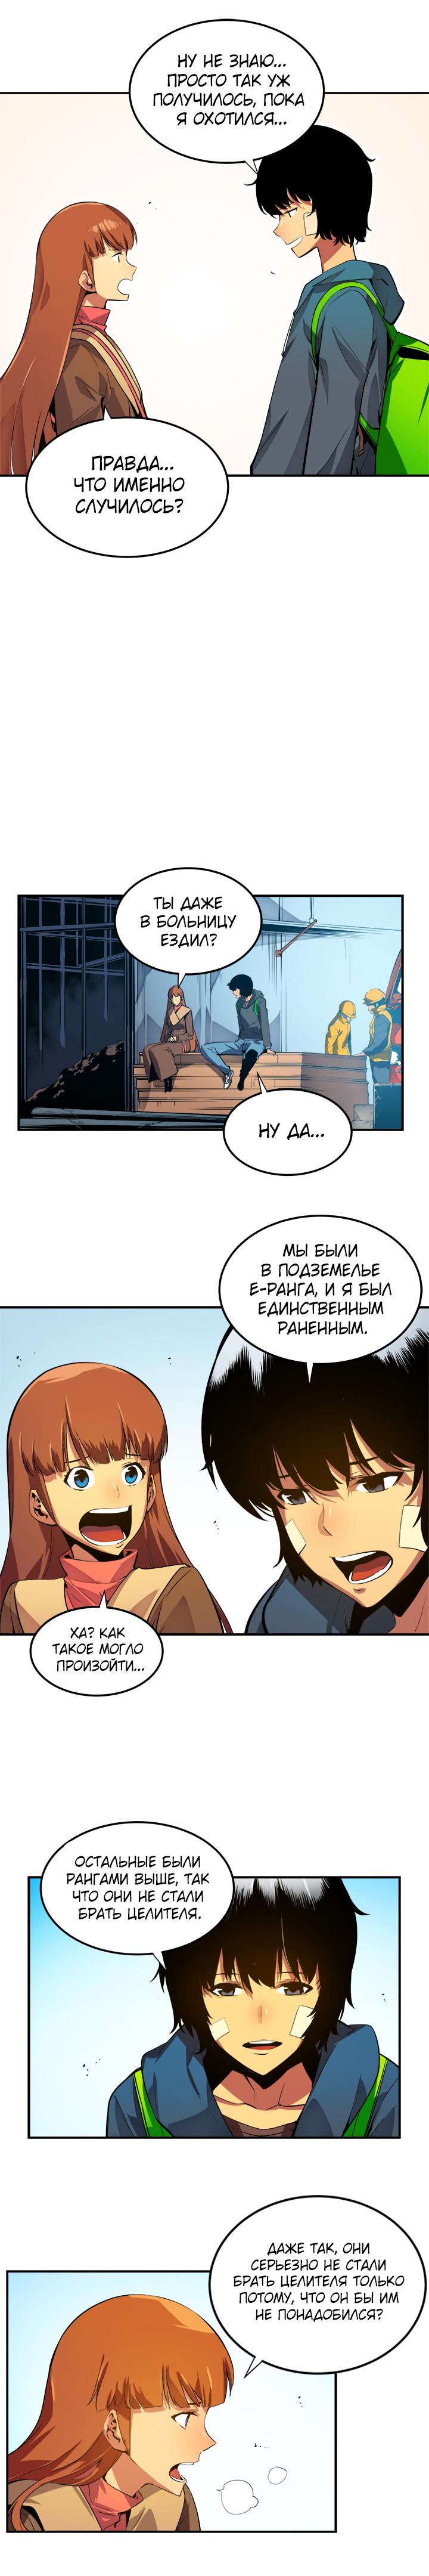 НУ НЕ ЗНАЮ...
ПРОСТО ТАК УЖ
ПОЛУЧИЛОСЬ, ПОКА
Я ОХОТИЛСЯ...
ПРАВДА...
ЧТО ИМЕННО
СЛУЧИЛОСЬ?
ТЫ ДАЖЕ
В БОЛЬНИЦУ
ЕЗДИЛ?
НУ ДА...
МЫ БЫЛИ
В ПОДЗЕМЕЛЬЕ
Е-РАНГА, И Я БЫЛ
ЕДИНСТВЕННЫМ
РАНЕННЫМ.
ХА? КАК
ТАКОЕ МОГЛО
ПРОИЗОЙТИ...
ОСТАЛЬНЫЕ БЫЛИ
РАНГАМИ ВЫШЕ, ТАК
ЧТО ОНИ НЕ СТАЛИ
БРАТЬ ЦЕЛИТЕЛЯ.
ДАЖЕ ТАК, ОНИ
СЕРЬЕЗНО НЕ СТАЛИ
БРАТЬ ЦЕЛИТЕЛЯ ТОЛЬКО
ПОТОМУ, ЧТО ОН БЫ ИМ
НЕ ПОНАДОБИЛСЯ?